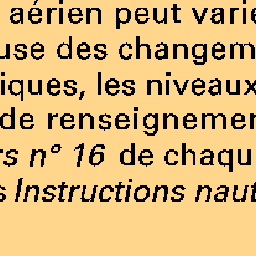 aérien peut varie
use des changem
iques, les niveaux
de renseignemen
rs n° 16 de chaqu
s Instructions naut